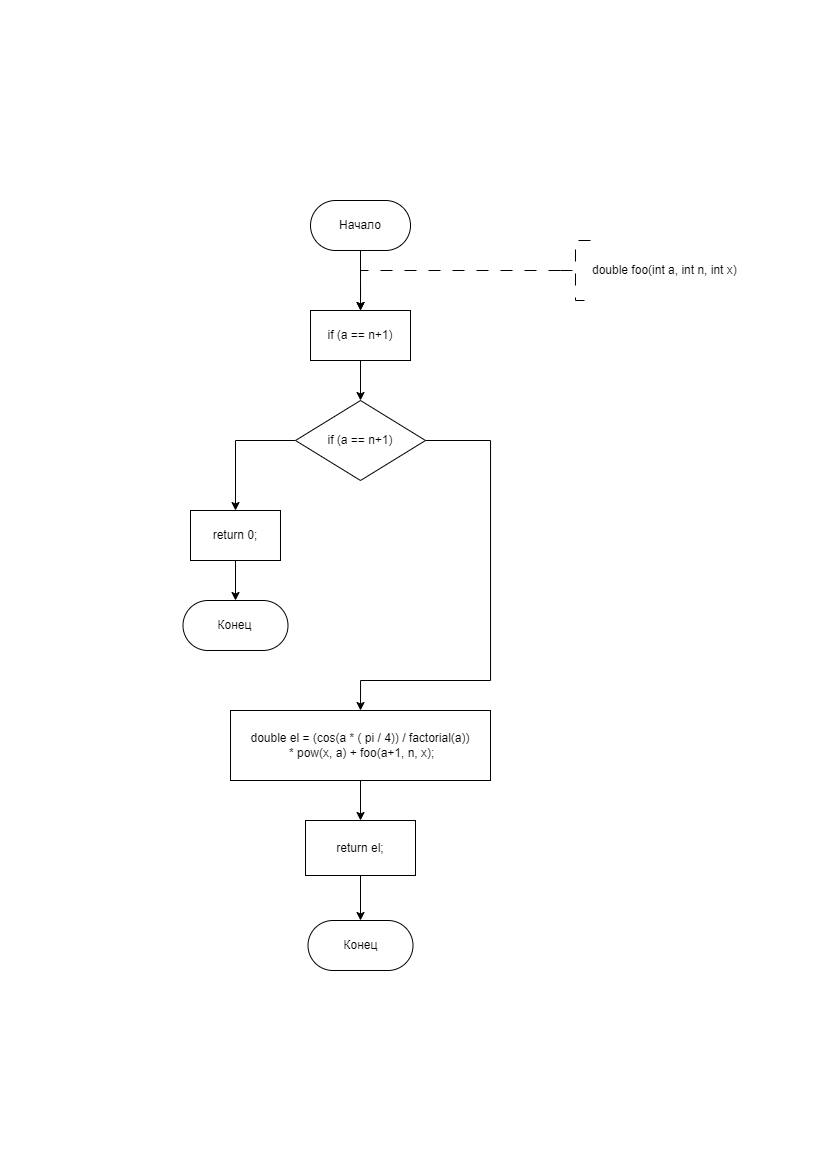 Начало
double foo(int a, int n, int x)
if (a == n+1)
if (a == n+1)
return 0;
Конец
double el = (cos(a * ( pi / 4)) / factorial(a))
* pow(x, a) + foo(a+1, n, x);
return el;
Конец